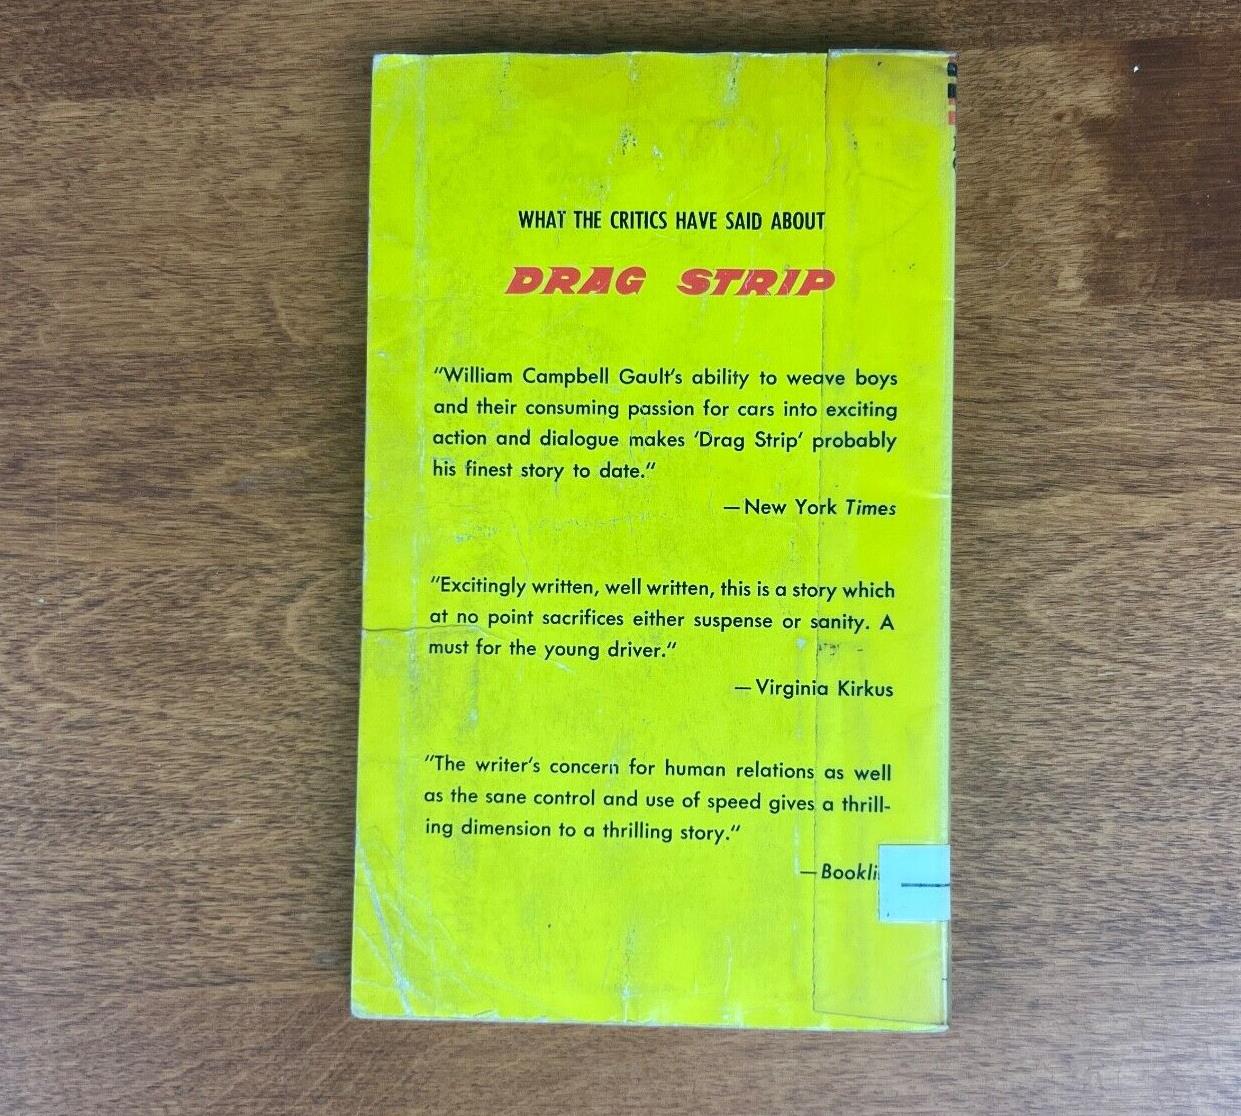 WHAT THE CRITICS HAVE SAID ABOUT
DRAG STRIP
"William Campbell Gault's ability to weave boys
and their consuming passion for cars into exciting
action and dialogue makes 'Drag Strip' probably
his finest story to date."
—New York Times
"Excitingly written, well written, this is a story which
at no point sacrifices either suspense or sanity. A
must for the young driver."
—Virginia Kirkus
"The writer's concern for human relations as well
as the sane control and use of speed gives a thrill-
ing dimension to a thrilling story."